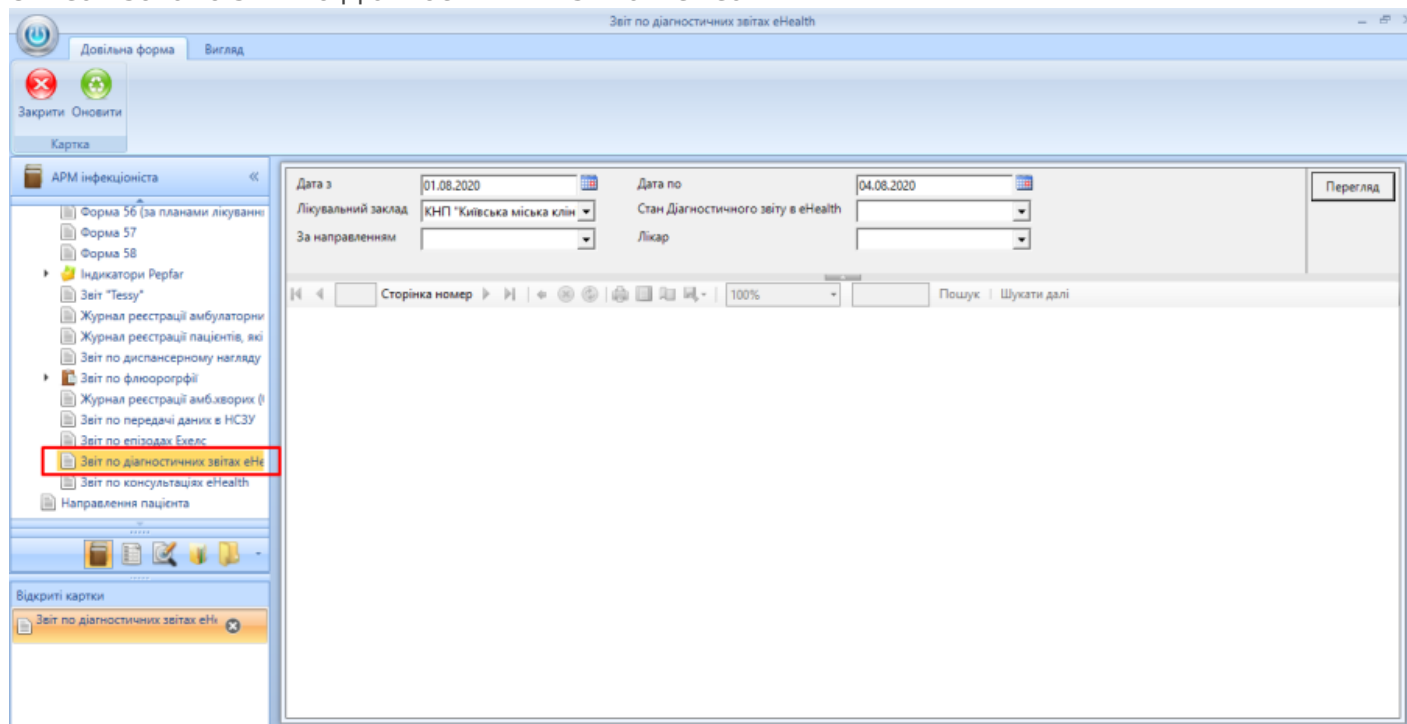 Звіт по діагностичних звітах eHealth
Довільна форма Вигляд
Закрити Оновити
Картка
АРМ інфекціоніста
Форма 56 (за планами лікуванн
Форма 57
Форма 58
Індикатори Pepfar
Звіт "Tessy"
Журнал реєстрації амбулаторни
Журнал реєстрації пацієнтів, які
Звіт по диспансерному нагляду
Звіт по флюорогрфії
Журнал реєстрації амб.хворих (
Звіт по передачі даних в НСЗУ
Звіт по епізодах Ехелс
Звіт по діагностичних звітах eHe
Звіт по консультаціях eHealth
Направлення пацієнта
Відкриті картки
Звіт по діагностичних звітах eHe
Дата з 01.08.2020 Дата по 04.08.2020 Перегляд
Лікувальний заклад КНП "Київська міська клін Стан Діагностичного звіту в eHealth
За направленням Лікар
Сторінка номер 100% Пошук Шукати далі